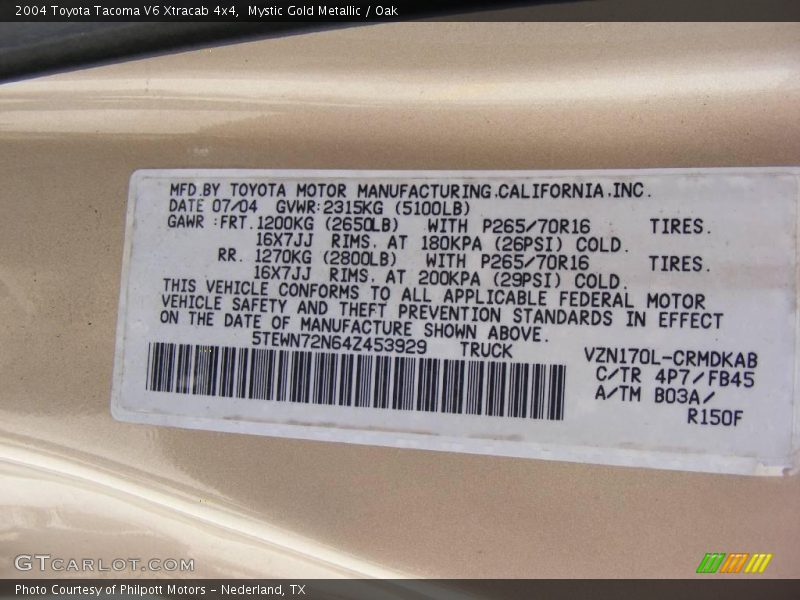 2004 Toyota Tacoma V6 Xtracab 4x4, Mystic Gold Metallic / Oak
MFD.BY TOYOTA MOTOR MANUFACTURING.CALIFORNIA.INC.
DATE 07/04 GVWR:2315KG (5100LB)
GAWR :FRT.1200KG (2650LB) WITH P265/70R16 TIRES.
16X7JJ RIMS. AT 180KPA (26PSI) COLD.
RR. 1270KG (2800LB) WITH P265/70R16 TIRES.
16X7JJ RIMS. AT 200KPA (29PSI) COLD.
THIS VEHICLE CONFORMS TO ALL APPLICABLE FEDERAL MOTOR
VEHICLE SAFETY AND THEFT PREVENTION STANDARDS IN EFFECT
ON THE DATE OF MANUFACTURE SHOWN ABOVE.
5TEWN72N64Z453929 TRUCK
VZN170L-CRMDKAB
C/TR 4P7/FB45
A/TM B03A/
R150F
GTCARLOT.COM
Photo Courtesy of Philpott Motors - Nederland, TX